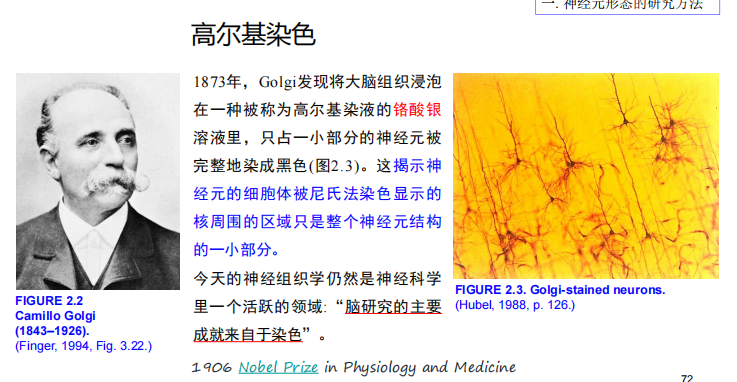 一. 神经元形态的研究方法
高尔基染色
1873年，Golgi发现将大脑组织浸泡
在一种被称为高尔基染液的铬酸银
溶液里，只占一小部分的神经元被
完整地染成黑色(图2.3)。这揭示神
经元的细胞体被尼氏法染色显示的
核周围的区域只是整个神经元结构
的一小部分。
今天的神经组织学仍然是神经科学
里一个活跃的领域:“脑研究的主要
成就来自于染色”。
FIGURE 2.2
Camillo Golgi
(1843–1926).
(Finger, 1994, Fig. 3.22.)
FIGURE 2.3. Golgi-stained neurons.
(Hubel, 1988, p. 126.)
1906 Nobel Prize in Physiology and Medicine
72